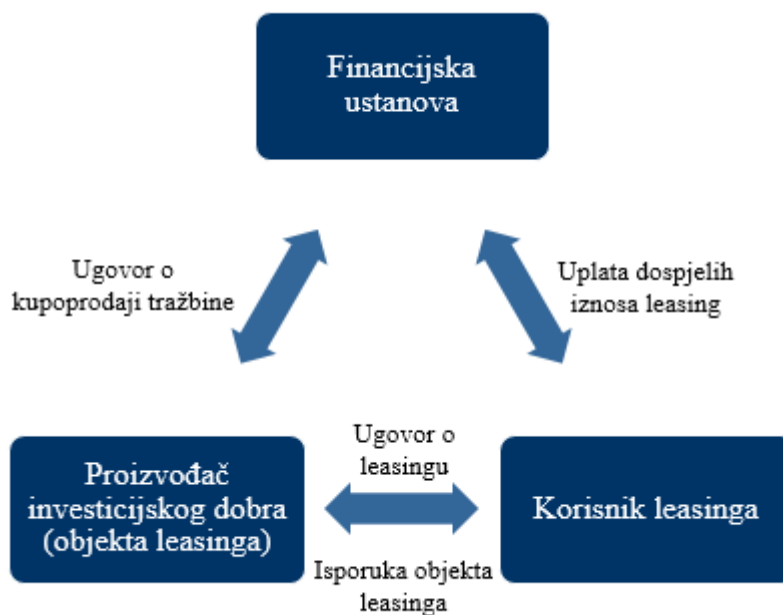 Financijska
ustanova
Ugovor o
kupoprodaji tražbine
Uplata dospjelih
iznosa leasing
Proizvođač
investicijskog dobra
(objekta leasinga)
Ugovor o
leasingu
Isporuka objekta
leasinga
Korisnik leasinga